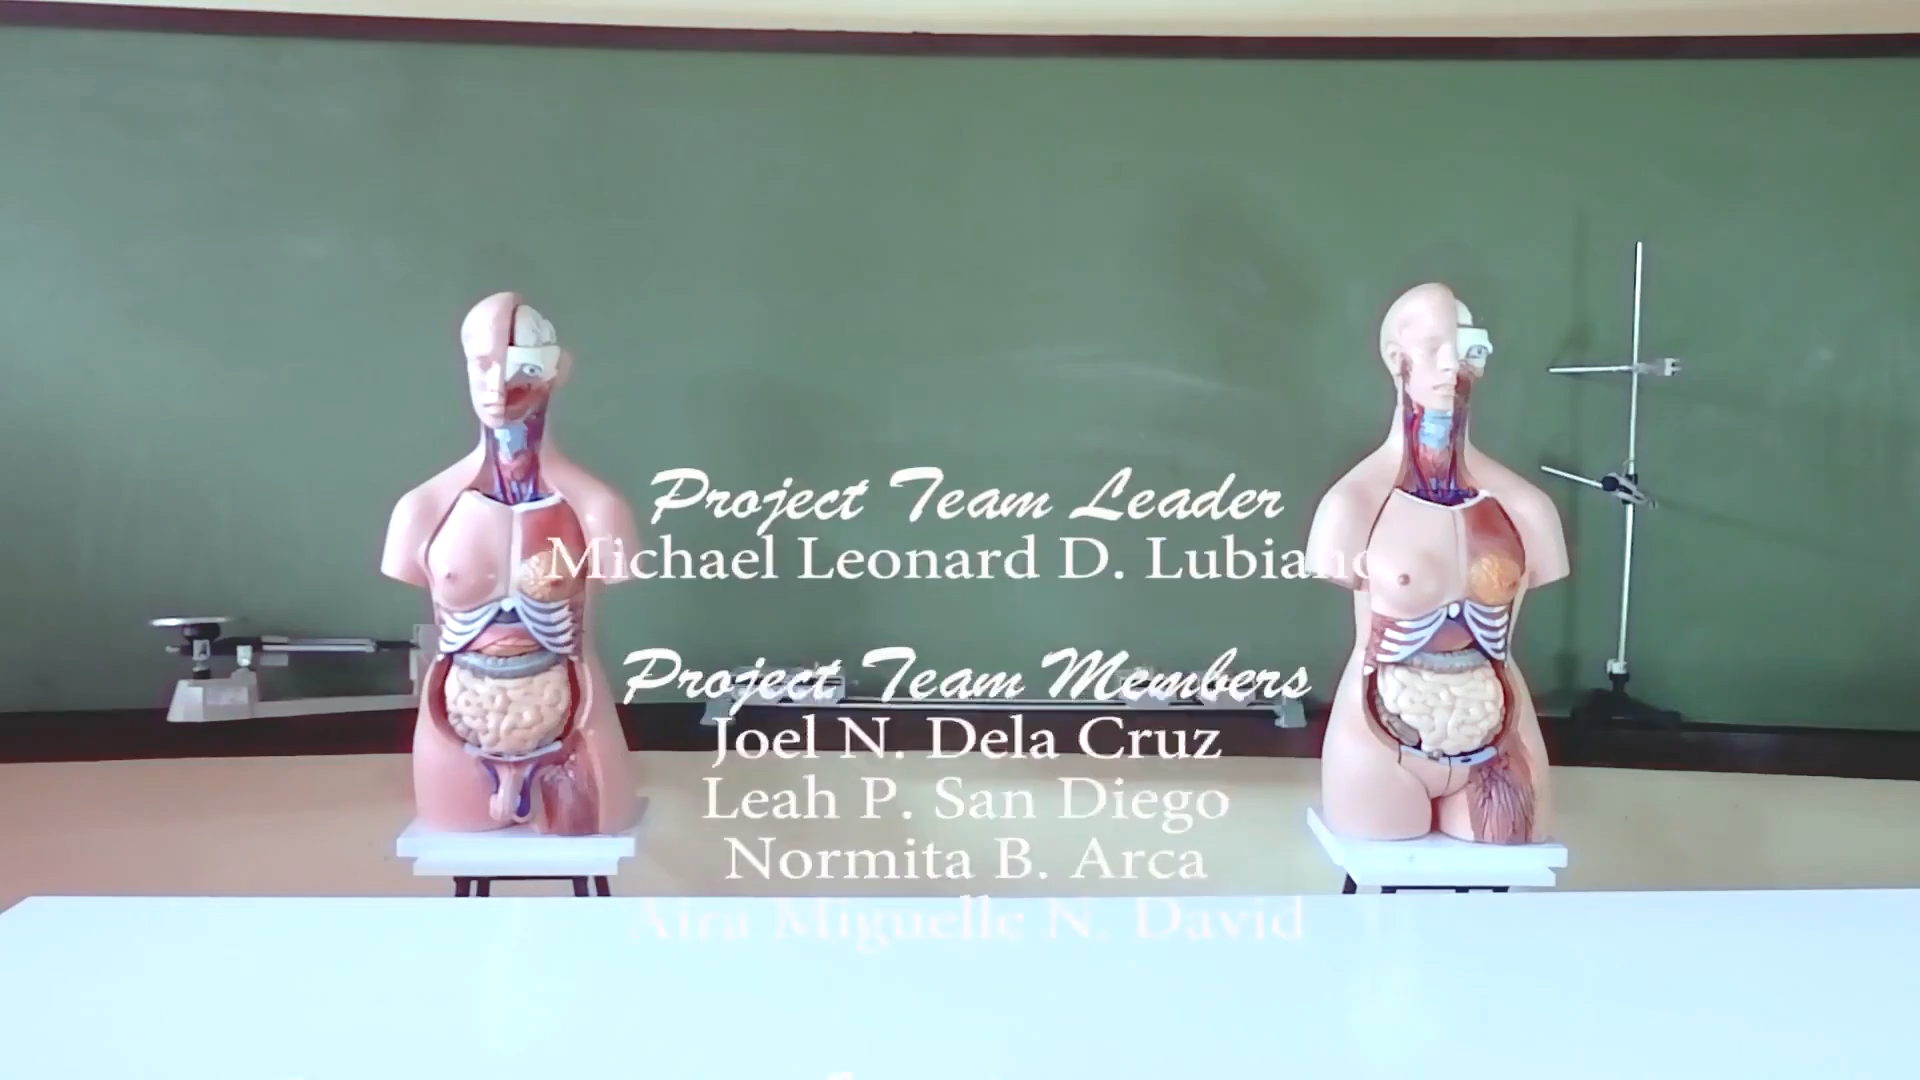 Project Team Leader
Michael Leonard D. Lubiano
Project Team Members
Joel N. Dela Cruz
Leah P. San Diego
Normita B. Arca
Aira Miguelle N. David